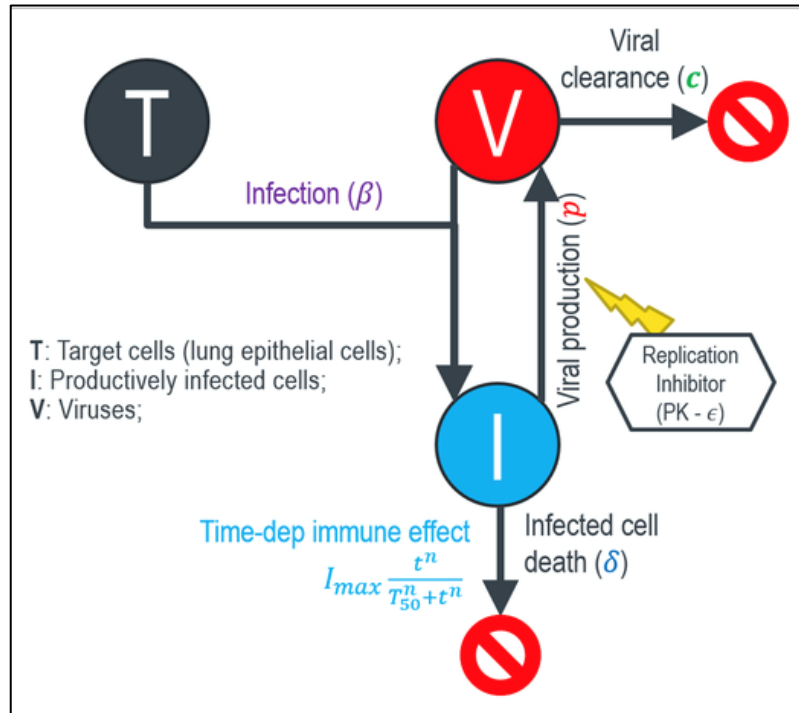 T
V
Viral
clearance (c)
Infection (β)
Viral production (p)
T: Target cells (lung epithelial cells);
I: Productively infected cells;
V: Viruses;
Replication
Inhibitor
(PK - ϵ)
I
Time-dep immune effect
I_max t^n / (T_50^n + t^n)
Infected cell
death (δ)